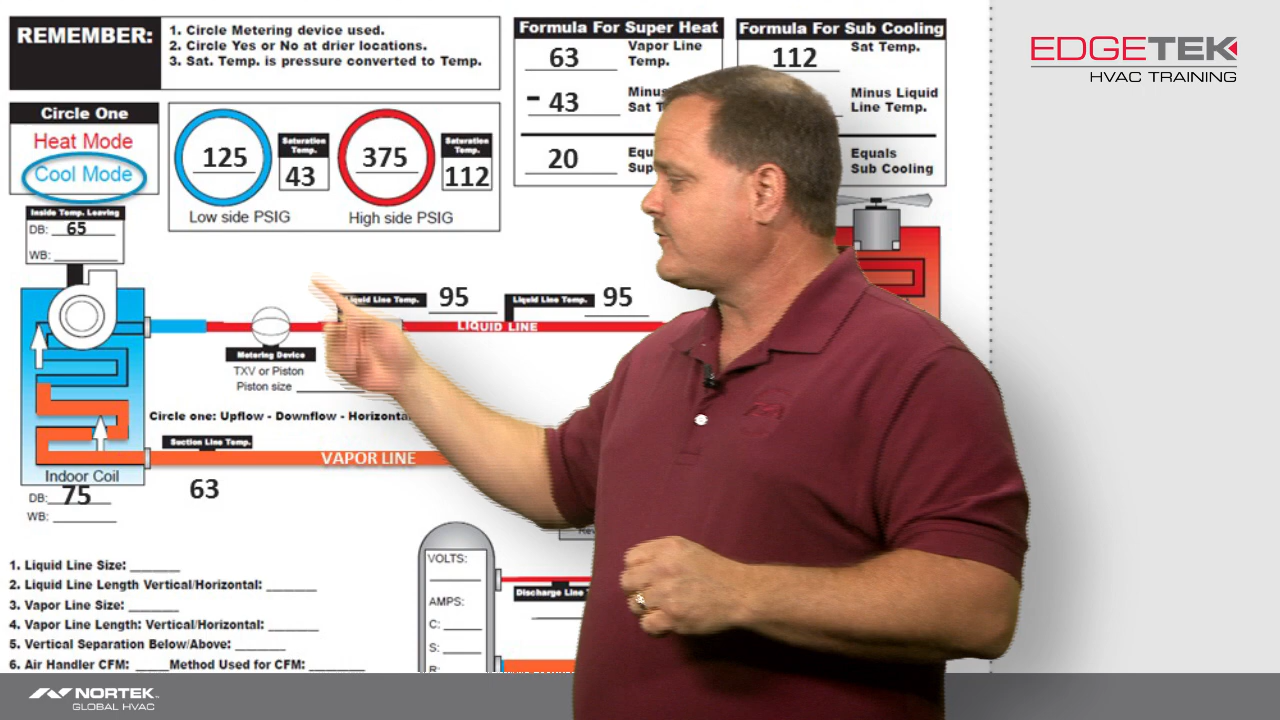 REMEMBER:
1. Circle Metering device used.
2. Circle Yes or No at drier locations.
3. Sat. Temp. is pressure converted to Temp.
Formula For Super Heat
63 Vapor Line Temp.
- 43
20
Formula For Sub Cooling
112 Sat Temp.
Minus Liquid
Line Temp.
Equals
Sub Cooling
EDGETEK
HVAC TRAINING
Circle One
Heat Mode
Cool Mode
125
Saturation Temp.
43
375
Saturation Temp.
112
Low side PSIG
High side PSIG
Inside Temp. Leaving
DB: 65
WB:
Liquid Line Temp. 95
Liquid Line Temp. 95
LIQUID LINE
Metering Device
TXV or Piston
Piston size
Circle one: Upflow - Downflow -
Suction Line Temp.
VAPOR LINE
63
Indoor Coil
DB: 75
WB:
1. Liquid Line Size:
2. Liquid Line Length Vertical/Horizontal:
3. Vapor Line Size:
4. Vapor Line Length: Vertical/Horizontal:
5. Vertical Separation Below/Above:
6. Air Handler CFM: Method Used for CFM:
VOLTS:
AMPS:
C:
S:
Discharge Line
NORTEK
GLOBAL HVAC